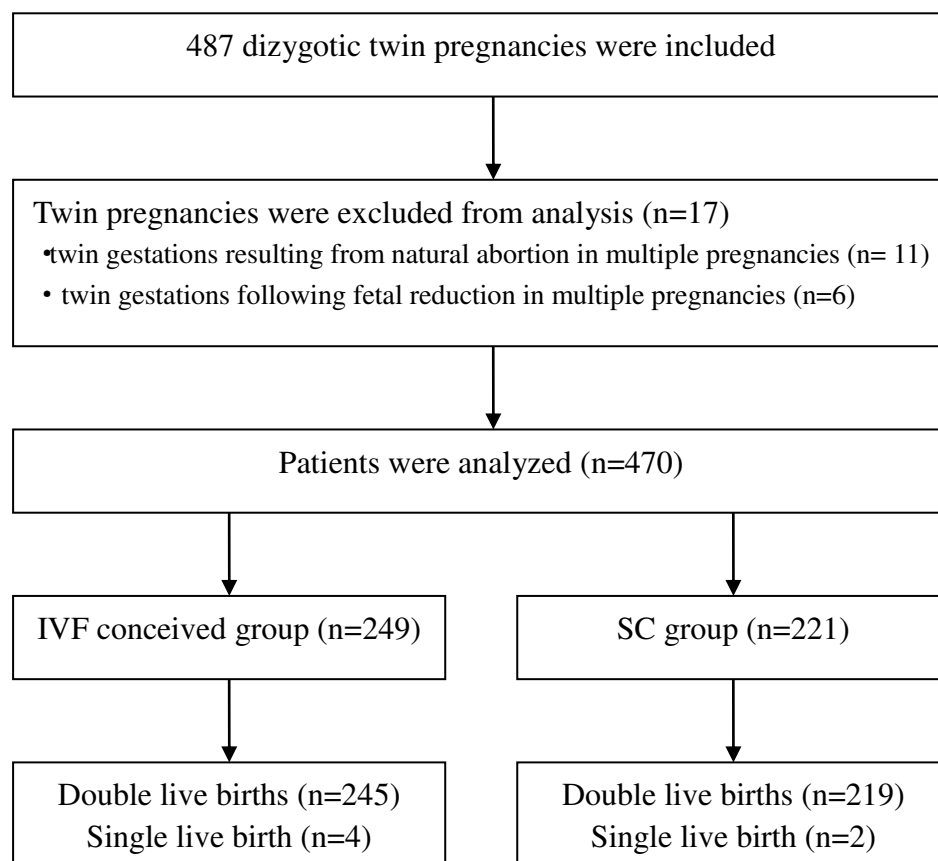 487 dizygotic twin pregnancies were included
Twin pregnancies were excluded from analysis (n=17)
•twin gestations resulting from natural abortion in multiple pregnancies (n= 11)
• twin gestations following fetal reduction in multiple pregnancies (n=6)
Patients were analyzed (n=470)
IVF conceived group (n=249)
SC group (n=221)
Double live births (n=245)
Single live birth (n=4)
Double live births (n=219)
Single live birth (n=2)